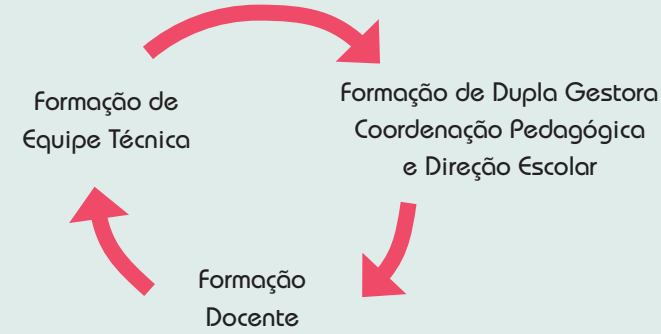 Formação de
Equipe Técnica
Formação de Dupla Gestora
Coordenação Pedagógica
e Direção Escolar
Formação
Docente